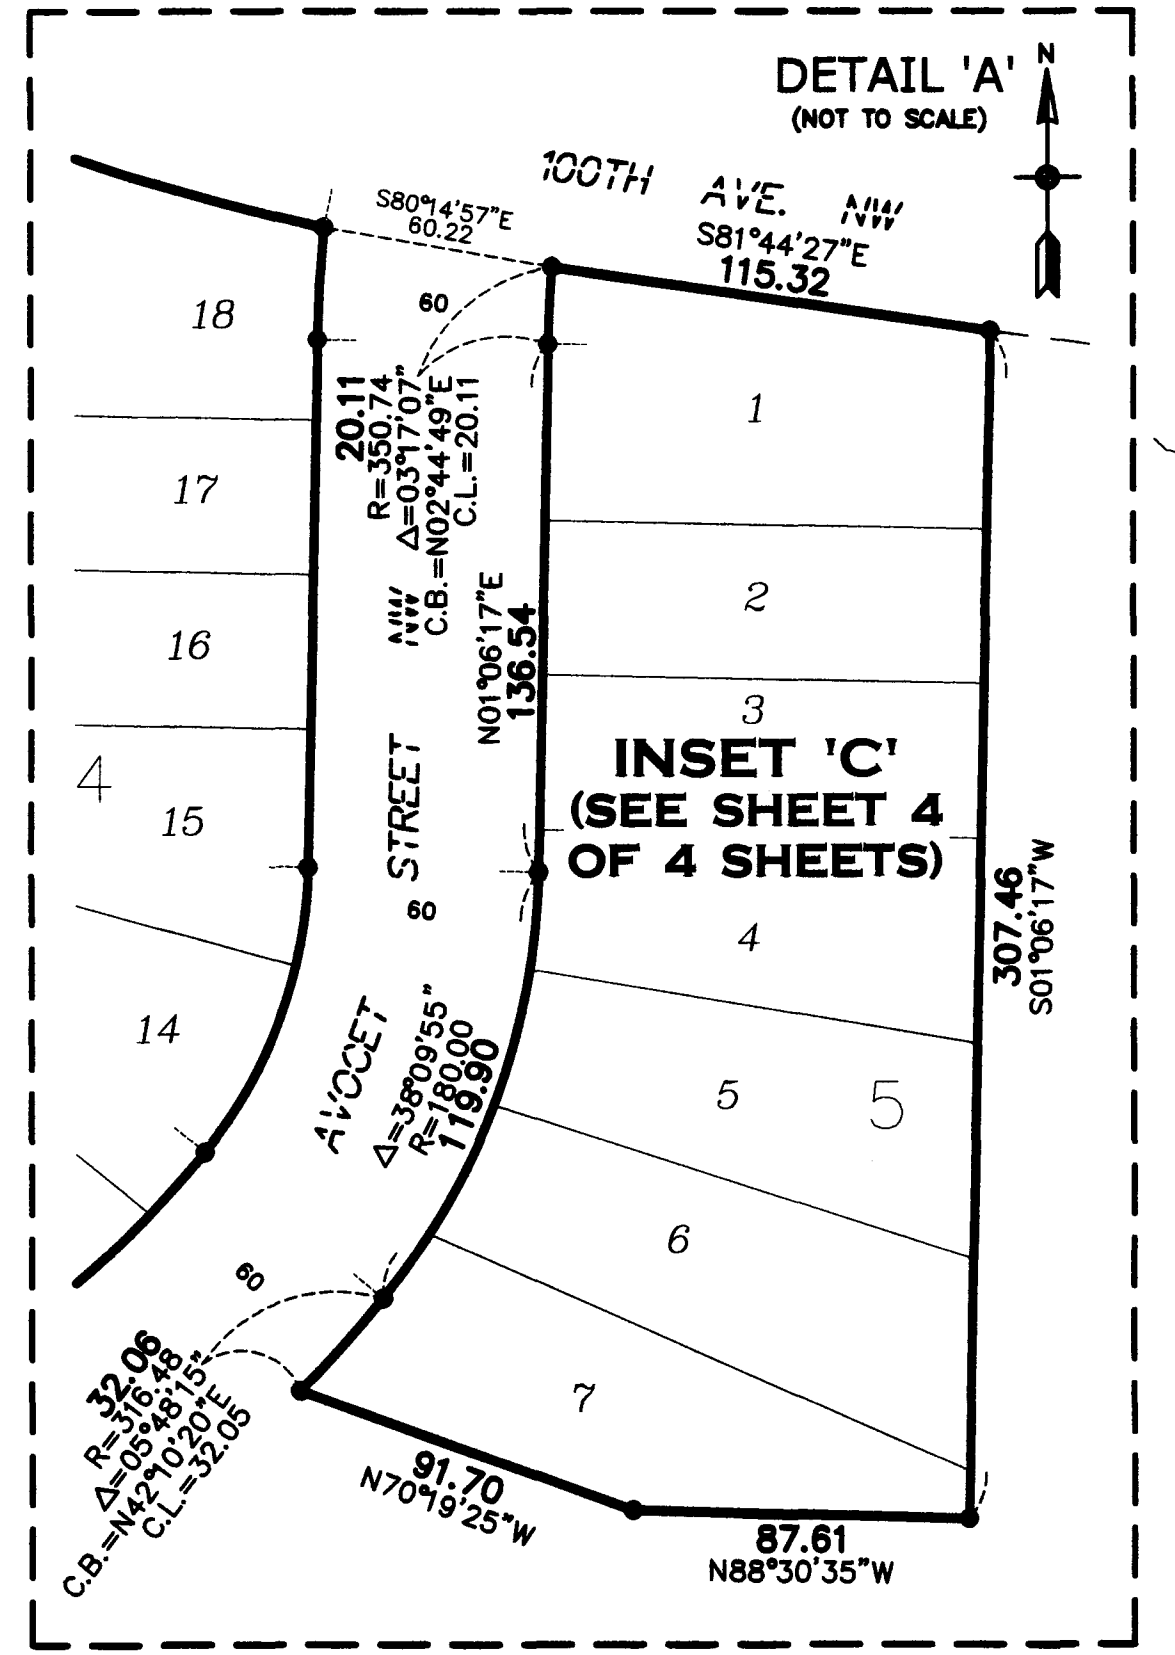 DETAIL 'A'
(NOT TO SCALE)
N
100TH AVE. NW
S80°14'57"E
60.22
S81°44'27"E
115.32
60
18
17
16
15
4
14
20.11
R=350.74
Δ=03°17'07"
C.B.=N02°44'49"E
C.L.=20.11
N01°06'17"E
136.54
AVOCET STREET NW
60
1
2
3
INSET 'C'
(SEE SHEET 4
OF 4 SHEETS)
4
5
5
6
7
307.46
S01°06'17"W
Δ=38°09'55"
R=180.00
119.90
60
32.06
R=316.48
Δ=05°48'15"
C.B.=N42°10'20"E
C.L.=32.05
91.70
N70°19'25"W
87.61
N88°30'35"W